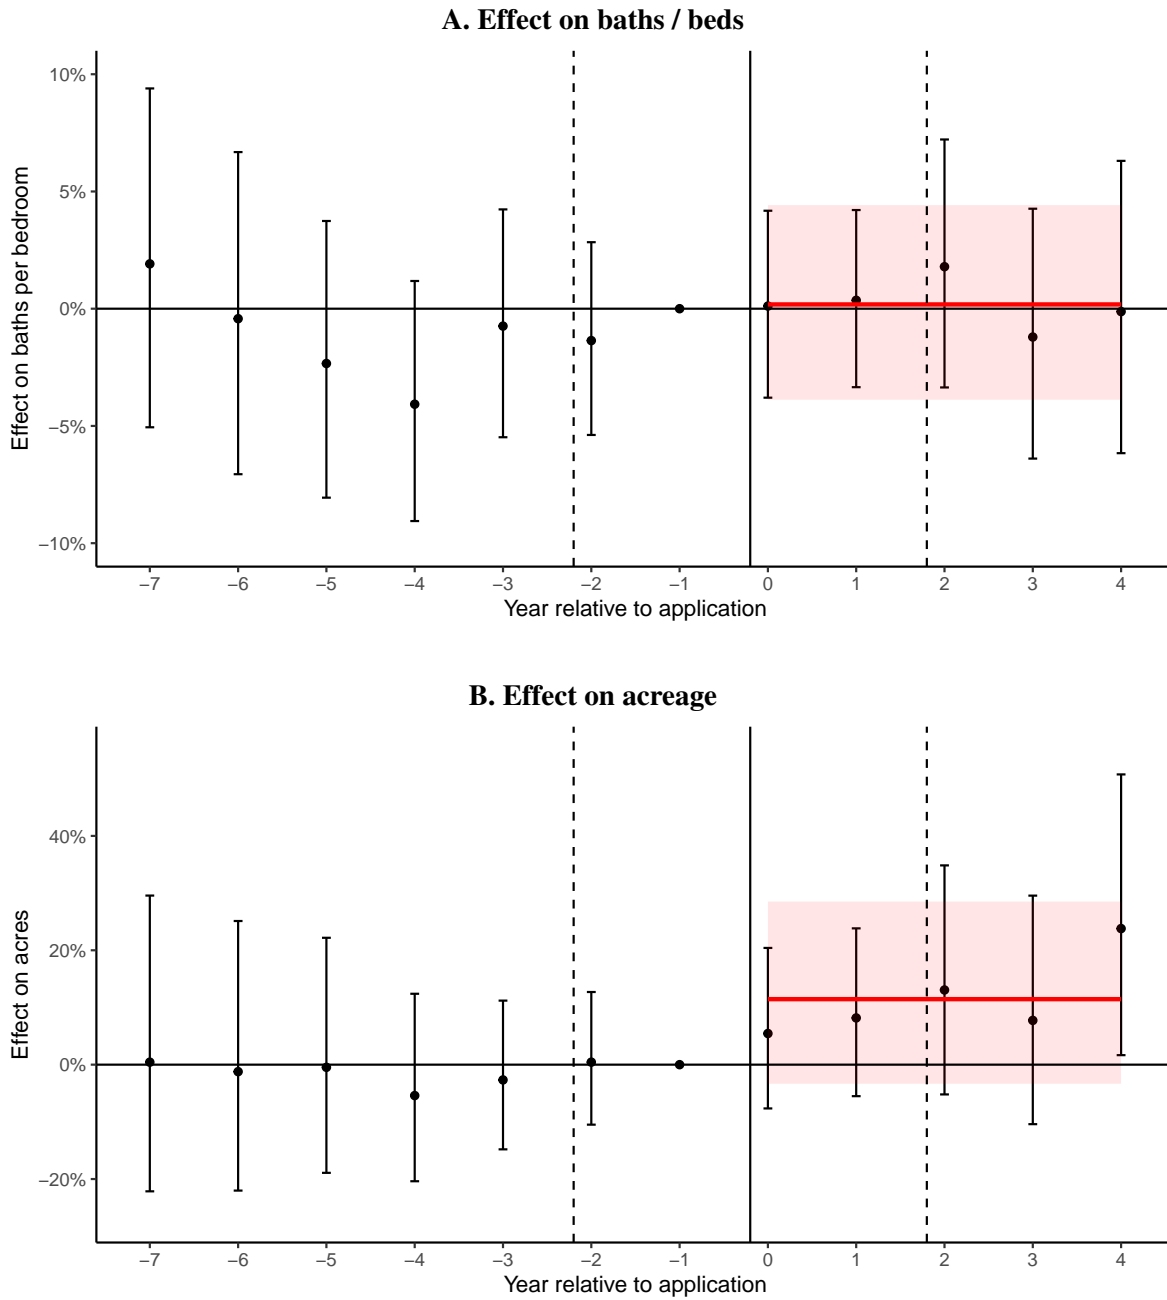 A. Effect on baths / beds
10%
5%
0%
−5%
−10%
Effect on baths per bedroom
−7 −6 −5 −4 −3 −2 −1 0 1 2 3 4
Year relative to application
B. Effect on acreage
40%
20%
0%
−20%
Effect on acres
−7 −6 −5 −4 −3 −2 −1 0 1 2 3 4
Year relative to application